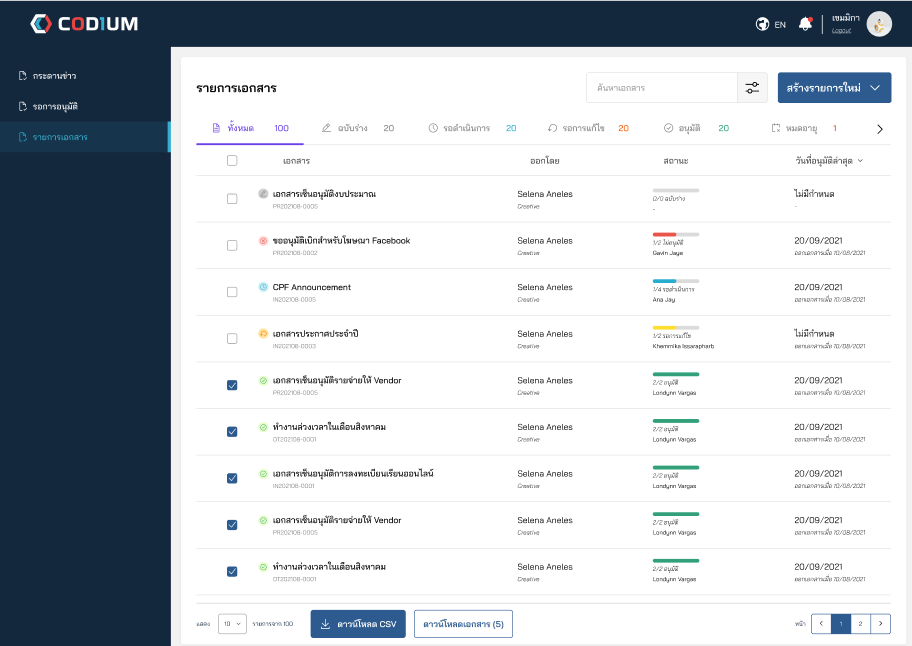 CODIUM
EN
เขมมิกา
Logout
กระดานข่าว
รอการอนุมัติ
รายการเอกสาร
รายการเอกสาร
ค้นหาเอกสาร
สร้างรายการใหม่
ทั้งหมด 100
ฉบับร่าง 20
รอดำเนินการ 20
รอการแก้ไข 20
อนุมัติ 20
หมดอายุ 1
เอกสาร ออกโดย สถานะ วันที่อนุมัติล่าสุด
เอกสารเซ็นอนุมัติงบประมาณ Selena Aneles ไม่มีกำหนด
PR202108-0005 Creative 0/0 ฉบับร่าง -
-
ขออนุมัติเบิกสำหรับโฆษณา Facebook Selena Aneles 20/09/2021
PR202108-0002 Creative 1/2 ไม่อนุมัติ ออกเอกสารเมื่อ 10/08/2021
Gavin Jaye
CPF Announcement Selena Aneles 20/09/2021
IN202108-0005 Creative 1/4 รอดำเนินการ ออกเอกสารเมื่อ 10/08/2021
Ana Jay
เอกสารประกาศประจำปี Selena Aneles ไม่มีกำหนด
IN202108-0003 Creative 1/2 รอการแก้ไข ออกเอกสารเมื่อ 10/08/2021
Khemmika Issarapharb
เอกสารเซ็นอนุมัติรายจ่ายให้ Vendor Selena Aneles 20/09/2021
PR202108-0005 Creative 2/2 อนุมัติ ออกเอกสารเมื่อ 10/08/2021
Londynn Vargas
ทำงานล่วงเวลาในเดือนสิงหาคม Selena Aneles 20/09/2021
OT202108-0001 Creative 2/2 อนุมัติ ออกเอกสารเมื่อ 10/08/2021
Londynn Vargas
เอกสารเซ็นอนุมัติการลงทะเบียนเรียนออนไลน์ Selena Aneles 20/09/2021
IN202108-0001 Creative 2/2 อนุมัติ ออกเอกสารเมื่อ 10/08/2021
Londynn Vargas
เอกสารเซ็นอนุมัติรายจ่ายให้ Vendor Selena Aneles 20/09/2021
PR202108-0005 Creative 2/2 อนุมัติ ออกเอกสารเมื่อ 10/08/2021
Londynn Vargas
ทำงานล่วงเวลาในเดือนสิงหาคม Selena Aneles 20/09/2021
OT202108-0001 Creative 2/2 อนุมัติ ออกเอกสารเมื่อ 10/08/2021
Londynn Vargas
แสดง 10 รายการจาก 100
ดาวน์โหลด CSV
ดาวน์โหลดเอกสาร (5)
หน้า 1 2